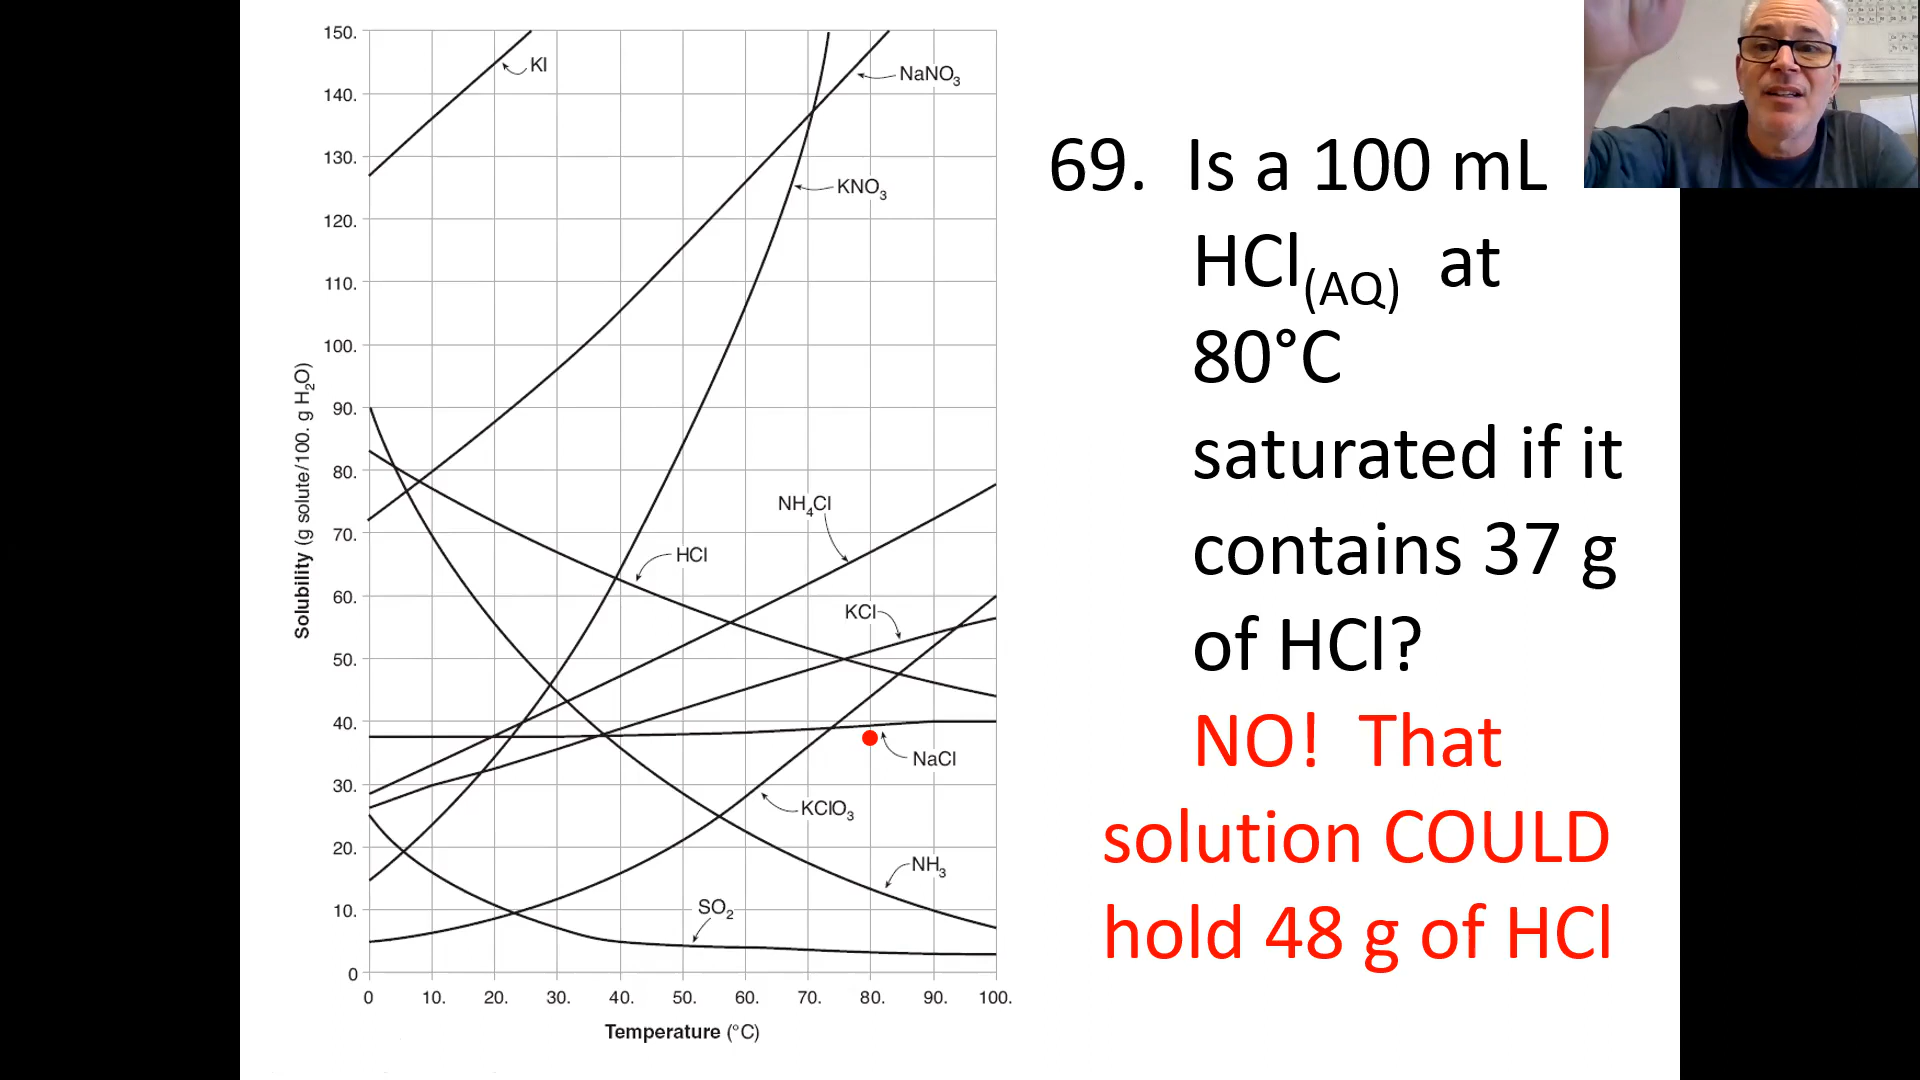 150.
140.
130.
120.
110.
100.
90.
80.
70.
60.
50.
40.
30.
20.
10.
0
Solubility (g solute/100. g H₂O)
KI
NaNO₃
KNO₃
NH₄Cl
HCl
KCl
NaCl
KClO₃
NH₃
SO₂
0 10. 20. 30. 40. 50. 60. 70. 80. 90. 100.
Temperature (°C)
69. Is a 100 mL
HCl(AQ) at
80°C
saturated if it
contains 37 g
of HCl?
NO! That
solution COULD
hold 48 g of HCl